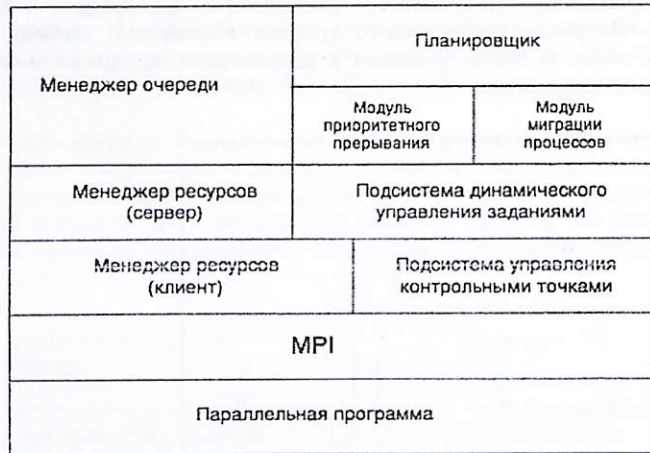 Планировщик
Менеджер очереди
Модуль
приоритетного
прерывания
Модуль
миграции
процессов
Менеджер ресурсов
(сервер)
Подсистема динамического
управления заданиями
Менеджер ресурсов
(клиент)
Подсистема управления
контрольными точками
MPI
Параллельная программа